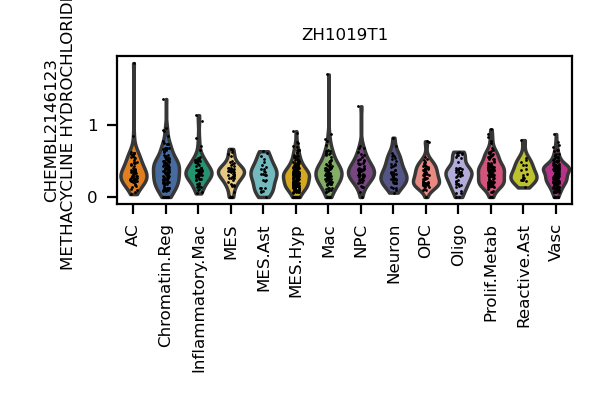 ZH1019T1
CHEMBL2146123
METHACYCLINE HYDROCHLORIDE
1
0
AC
Chromatin.Reg
Inflammatory.Mac
MES
MES.Ast
MES.Hyp
Mac
NPC
Neuron
OPC
Oligo
Prolif.Metab
Reactive.Ast
Vasc